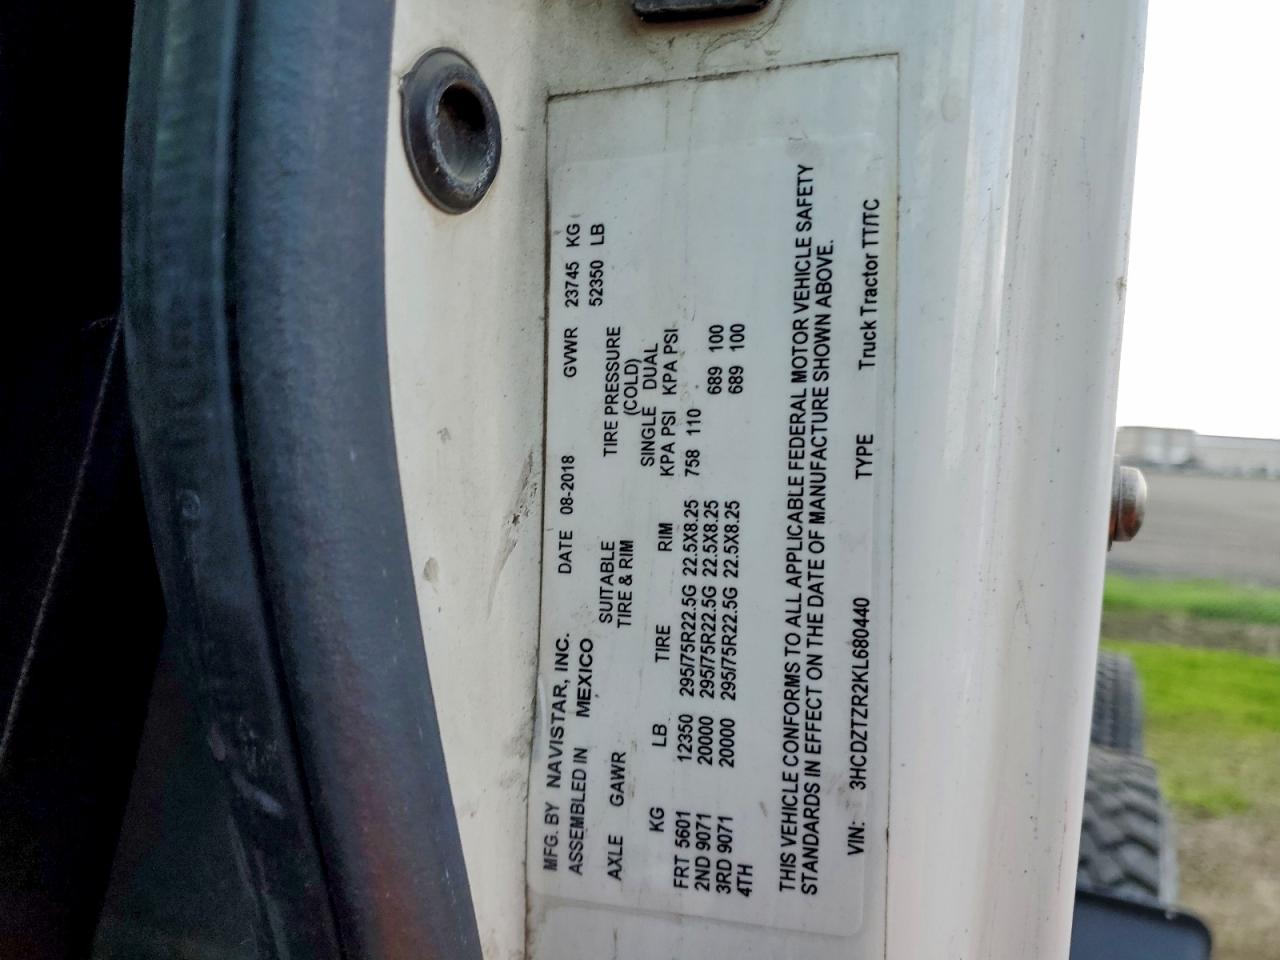 MFG. BY NAVISTAR, INC. DATE 08-2018 GVWR 23745 KG
ASSEMBLED IN MEXICO 52350 LB
AXLE GAWR SUITABLE TIRE PRESSURE
TIRE & RIM (COLD)
SINGLE DUAL
KG LB TIRE RIM KPA PSI KPA PSI
FRT 5601 12350 295/75R22.5G 22.5X8.25 758 110
2ND 9071 20000 295/75R22.5G 22.5X8.25 689 100
3RD 9071 20000 295/75R22.5G 22.5X8.25 689 100
4TH
THIS VEHICLE CONFORMS TO ALL APPLICABLE FEDERAL MOTOR VEHICLE SAFETY
STANDARDS IN EFFECT ON THE DATE OF MANUFACTURE SHOWN ABOVE.
VIN: 3HCDZTZR2KL680440 TYPE Truck Tractor TT/TC